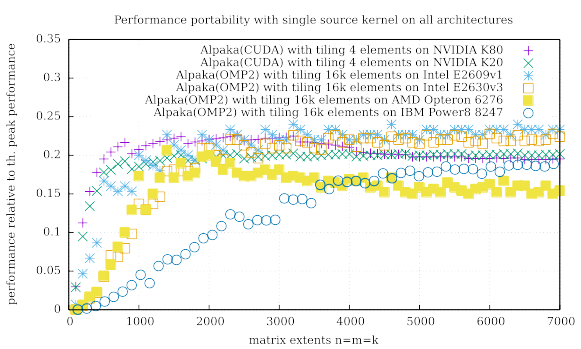 Performance portability with single source kernel on all architectures
0.35
0.3
0.25
0.2
0.15
0.1
0.05
0
performance relative to th. peak performance
Alpaka(CUDA) with tiling 4 elements on NVIDIA K80
Alpaka(CUDA) with tiling 4 elements on NVIDIA K20
Alpaka(OMP2) with tiling 16k elements on Intel E2609v1
Alpaka(OMP2) with tiling 16k elements on Intel E2630v3
Alpaka(OMP2) with tiling 16k elements on AMD Opteron 6276
Alpaka(OMP2) with tiling 16k elements on IBM Power8 8247
0 1000 2000 3000 4000 5000 6000 7000
matrix extents n=m=k